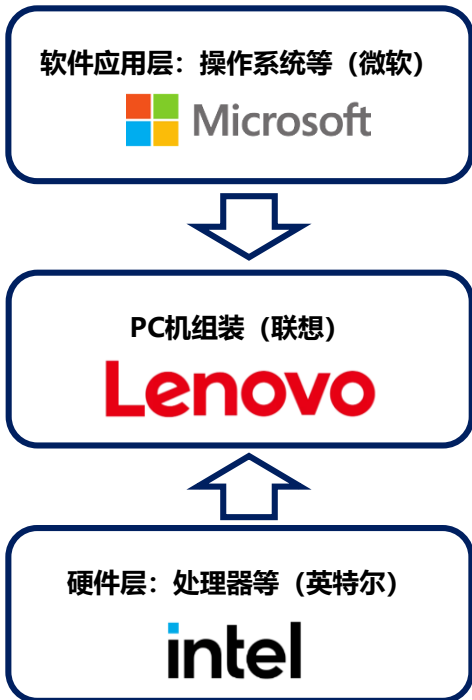 软件应用层：操作系统等（微软）
Microsoft
PC机组装（联想）
Lenovo
硬件层：处理器等（英特尔）
intel